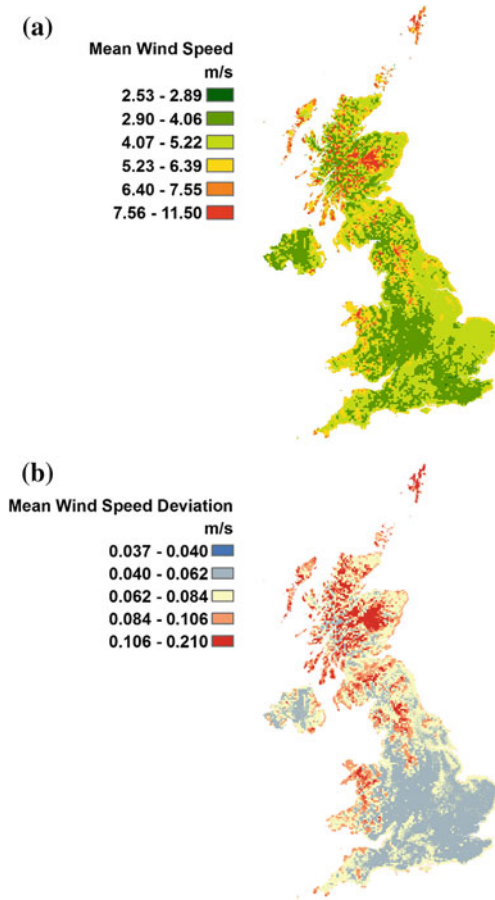 (a)
Mean Wind Speed
m/s
2.53 - 2.89
2.90 - 4.06
4.07 - 5.22
5.23 - 6.39
6.40 - 7.55
7.56 - 11.50
(b)
Mean Wind Speed Deviation
m/s
0.037 - 0.040
0.040 - 0.062
0.062 - 0.084
0.084 - 0.106
0.106 - 0.210